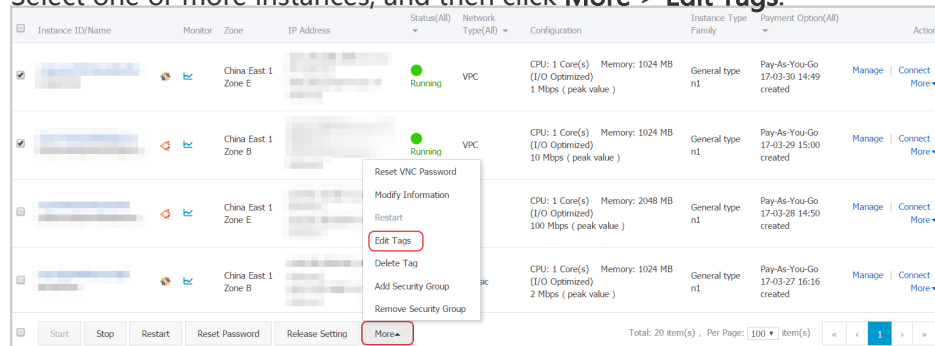 Select one or more instances, and then click More > Edit Tags.
Instance ID/Name Monitor Zone IP Address Status(All) Network Type(All) Configuration Instance Type Family Payment Option(All) Action
China East 1 Zone E Running VPC CPU: 1 Core(s) Memory: 1024 MB (I/O Optimized) 1 Mbps ( peak value ) General type n1 Pay-As-You-Go 17-03-30 14:49 created Manage | Connect More
China East 1 Zone B Running VPC CPU: 1 Core(s) Memory: 1024 MB (I/O Optimized) 10 Mbps ( peak value ) General type n1 Pay-As-You-Go 17-03-29 15:00 created Manage | Connect More
China East 1 Zone E CPU: 1 Core(s) Memory: 2048 MB (I/O Optimized) 100 Mbps ( peak value ) General type n1 Pay-As-You-Go 17-03-28 14:50 created Manage | Connect More
China East 1 Zone B sic CPU: 1 Core(s) Memory: 1024 MB (I/O Optimized) 2 Mbps ( peak value ) General type n1 Pay-As-You-Go 17-03-27 16:16 created Manage | Connect More
Reset VNC Password
Modify Information
Restart
Edit Tags
Delete Tag
Add Security Group
Remove Security Group
Start Stop Restart Reset Password Release Setting More Total: 20 item(s) , Per Page: 100 item(s) « ‹ 1 › »